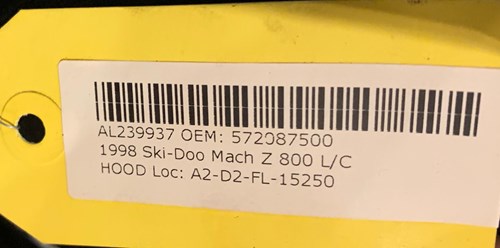 AL239937 OEM: 572087500
1998 Ski-Doo Mach Z 800 L/C
HOOD Loc: A2-D2-FL-15250